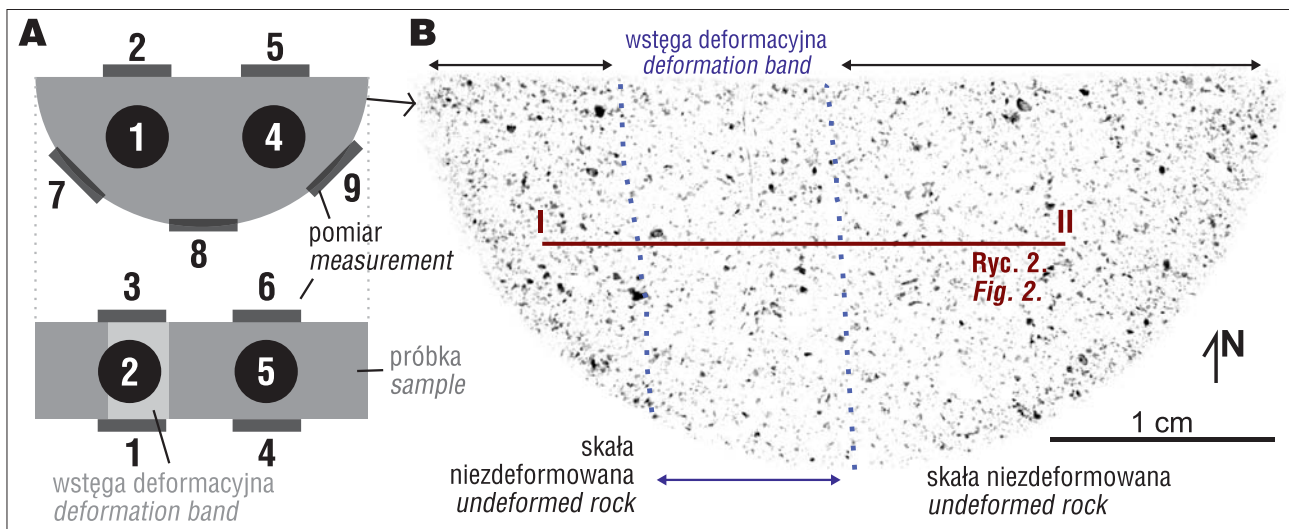 A
2
5
1
4
7
9
8
pomiar
measurement
3
6
2
5
próbka
sample
1
4
wstęga deformacyjna
deformation band
B
wstęga deformacyjna
deformation band
I
II
Ryc. 2.
Fig. 2.
N
1 cm
skała
niezdeformowana
undeformed rock
skała niezdeformowana
undeformed rock